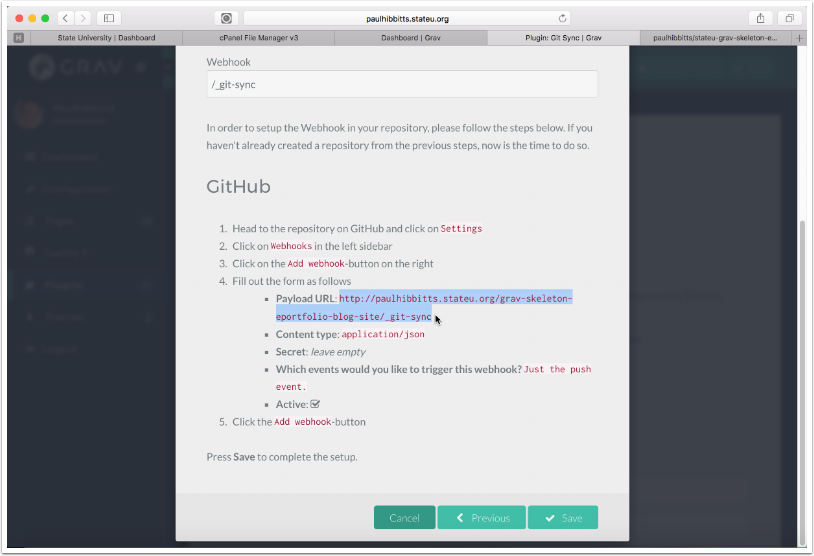 paulhibbitts.stateu.org
State University | Dashboard
cPanel File Manager v3
Dashboard | Grav
Plugin: Git Sync | Grav
paulhibbitts/stateu-grav-skeleton-e...
H
GRAV
Webhook
/_git-sync
In order to setup the Webhook in your repository, please follow the steps below. If you
haven't already created a repository from the previous steps, now is the time to do so.
GitHub
1. Head to the repository on GitHub and click on Settings
2. Click on Webhooks in the left sidebar
3. Click on the Add webhook-button on the right
4. Fill out the form as follows
Payload URL: http://paulhibbitts.stateu.org/grav-skeleton-
eportfolio-blog-site/_git-sync
Content type: application/json
Secret: leave empty
Which events would you like to trigger this webhook? Just the push
event.
Active:
5. Click the Add webhook-button
Press Save to complete the setup.
Cancel
Previous
Save